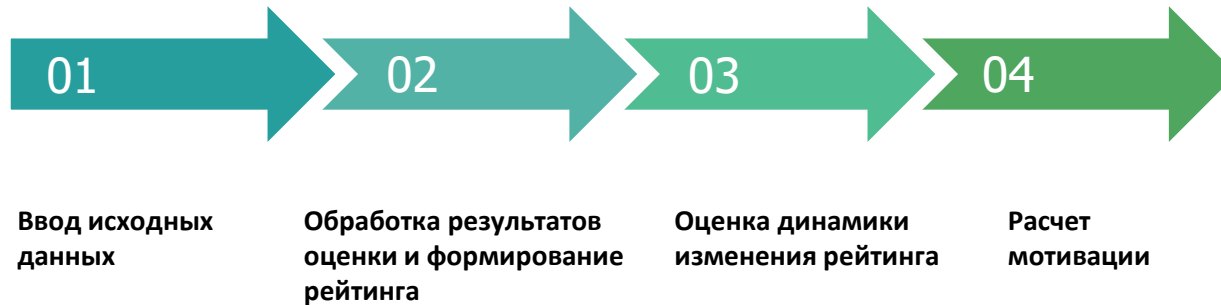 01
02
03
04
Ввод исходных
данных
Обработка результатов
оценки и формирование
рейтинга
Оценка динамики
изменения рейтинга
Расчет
мотивации